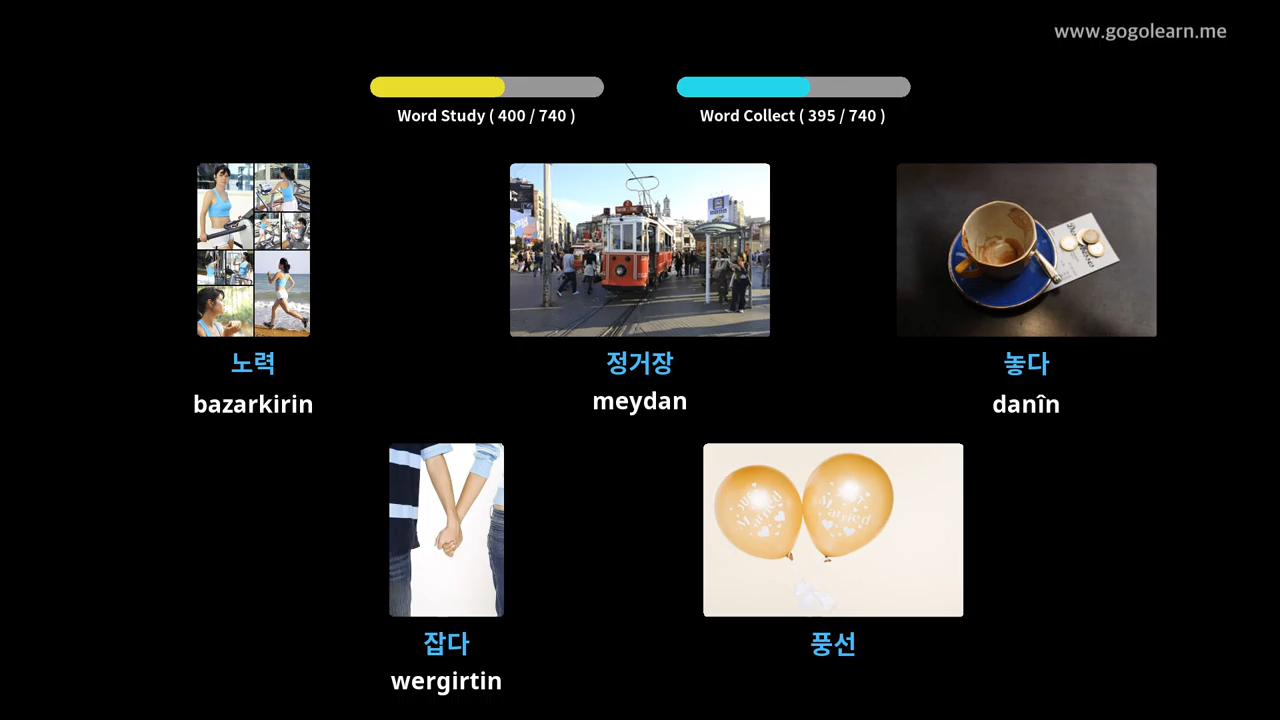 www.gogolearn.me
Word Study ( 400 / 740 )
Word Collect ( 395 / 740 )
노력
정거장
놓다
bazarkirin
meydan
danîn
잡다
풍선
wergirtin